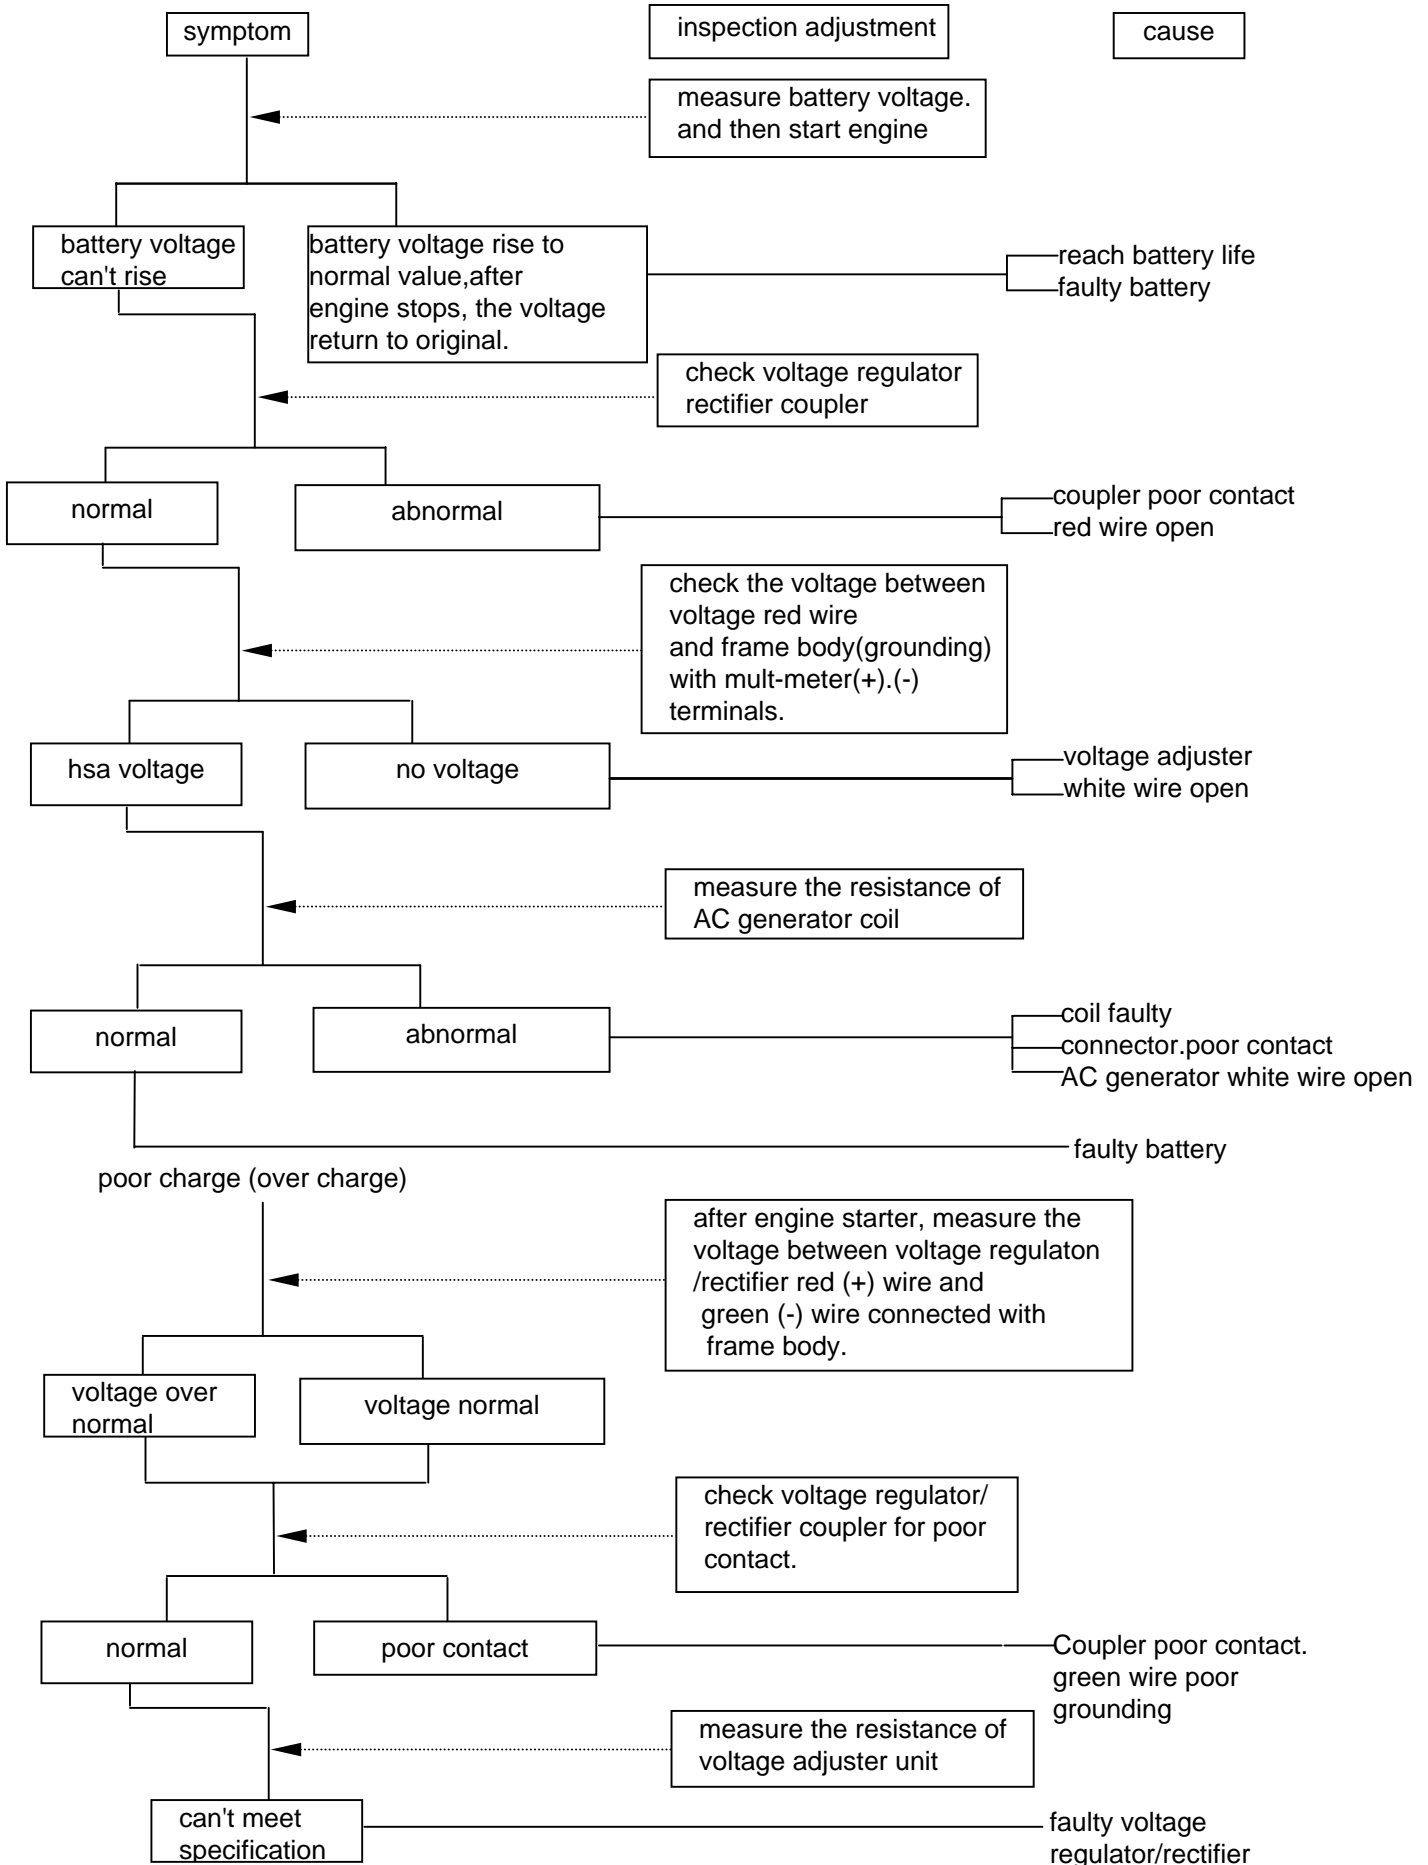 symptom
inspection adjustment
cause
measure battery voltage.
and then start engine
battery voltage
can't rise
battery voltage rise to
normal value,after
engine stops, the voltage
return to original.
reach battery life
faulty battery
check voltage regulator
rectifier coupler
normal
abnormal
coupler poor contact
red wire open
check the voltage between
voltage red wire
and frame body(grounding)
with mult-meter(+).(-)
terminals.
hsa voltage
no voltage
voltage adjuster
white wire open
measure the resistance of
AC generator coil
normal
abnormal
coil faulty
connector.poor contact
AC generator white wire open
faulty battery
poor charge (over charge)
after engine starter, measure the
voltage between voltage regulaton
/rectifier red (+) wire and
green (-) wire connected with
frame body.
voltage over
normal
voltage normal
check voltage regulator/
rectifier coupler for poor
contact.
normal
poor contact
Coupler poor contact.
green wire poor
grounding
measure the resistance of
voltage adjuster unit
can't meet
specification
faulty voltage
regulator/rectifier